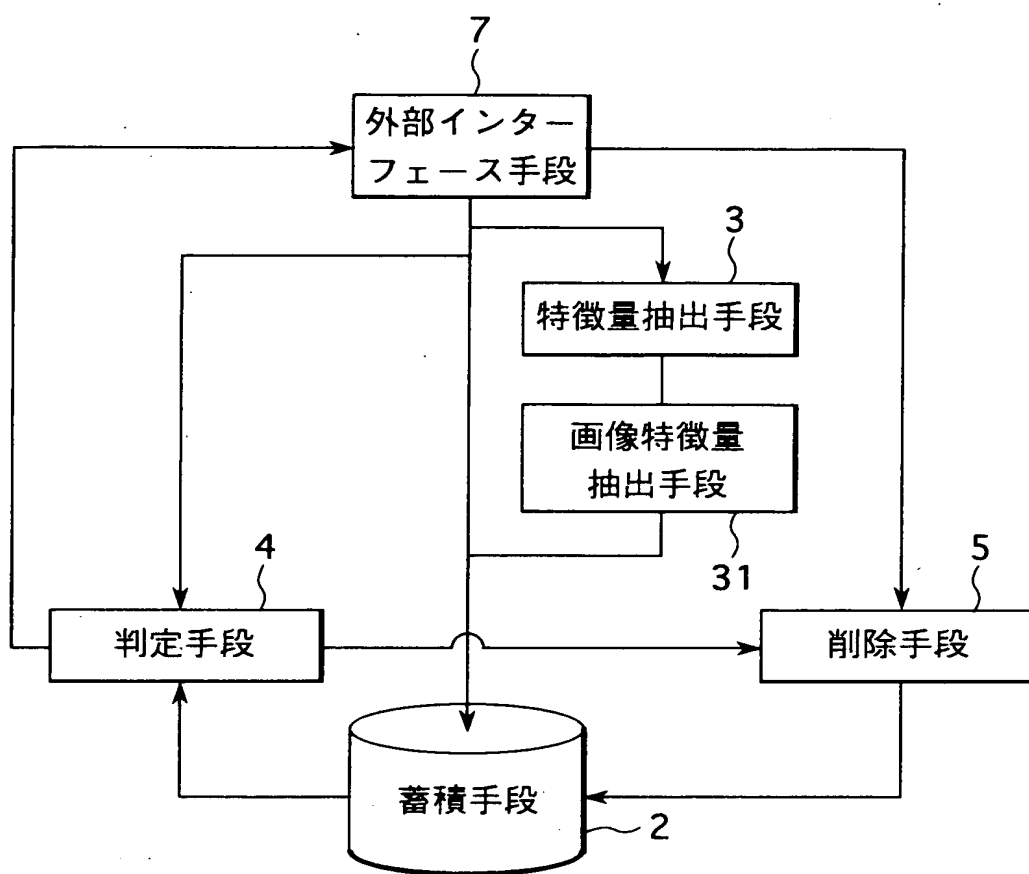 7
外部インター
フェース手段
3
特徴量抽出手段
画像特徴量
抽出手段
31
4
判定手段
5
削除手段
蓄積手段
2